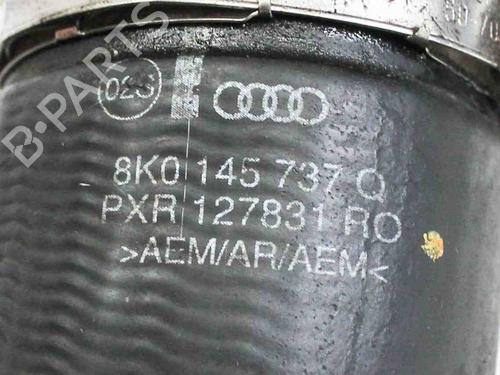 023
8K0 145 737 Q
PXR 127831 RO
>AEM/AR/AEM<
B-PARTS